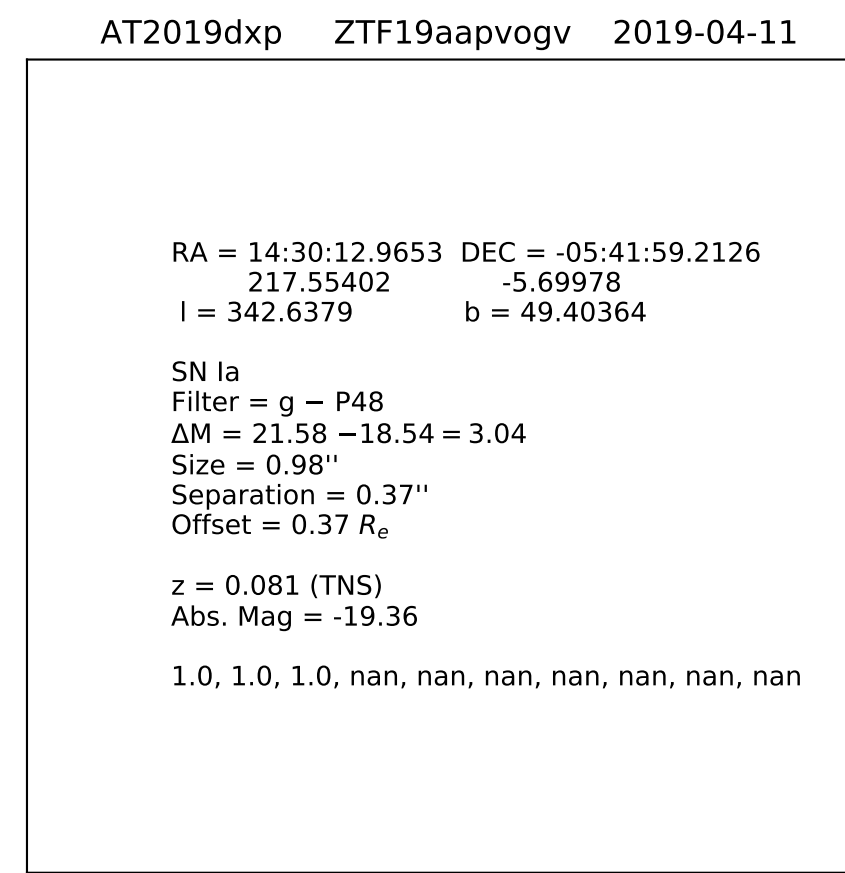 AT2019dxp ZTF19aapvogv 2019-04-11
RA = 14:30:12.9653 DEC = -05:41:59.2126
217.55402 -5.69978
l = 342.6379 b = 49.40364
SN Ia
Filter = g − P48
ΔM = 21.58 −18.54 = 3.04
Size = 0.98''
Separation = 0.37''
Offset = 0.37 Rₑ
z = 0.081 (TNS)
Abs. Mag = -19.36
1.0, 1.0, 1.0, nan, nan, nan, nan, nan, nan, nan